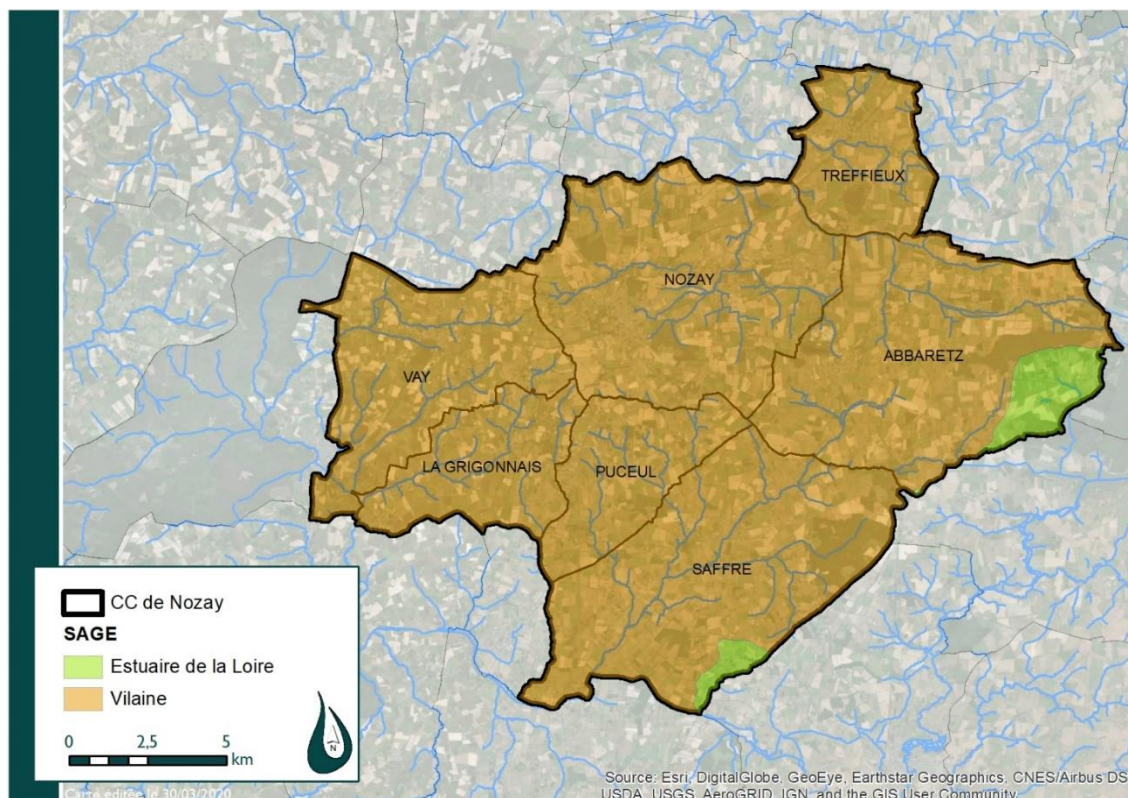 TREFFIEUX
NOZAY
ABBARETZ
VAY
LA GRIGONNAIS
PUCEUL
SAFFRE
CC de Nozay
SAGE
Estuaire de la Loire
Vilaine
0 2,5 5
km
N
Carte éditée le 30/03/2020
Source: Esri, DigitalGlobe, GeoEye, Earthstar Geographics, CNES/Airbus DS,
USDA, USGS, AeroGRID, IGN, and the GIS User Community